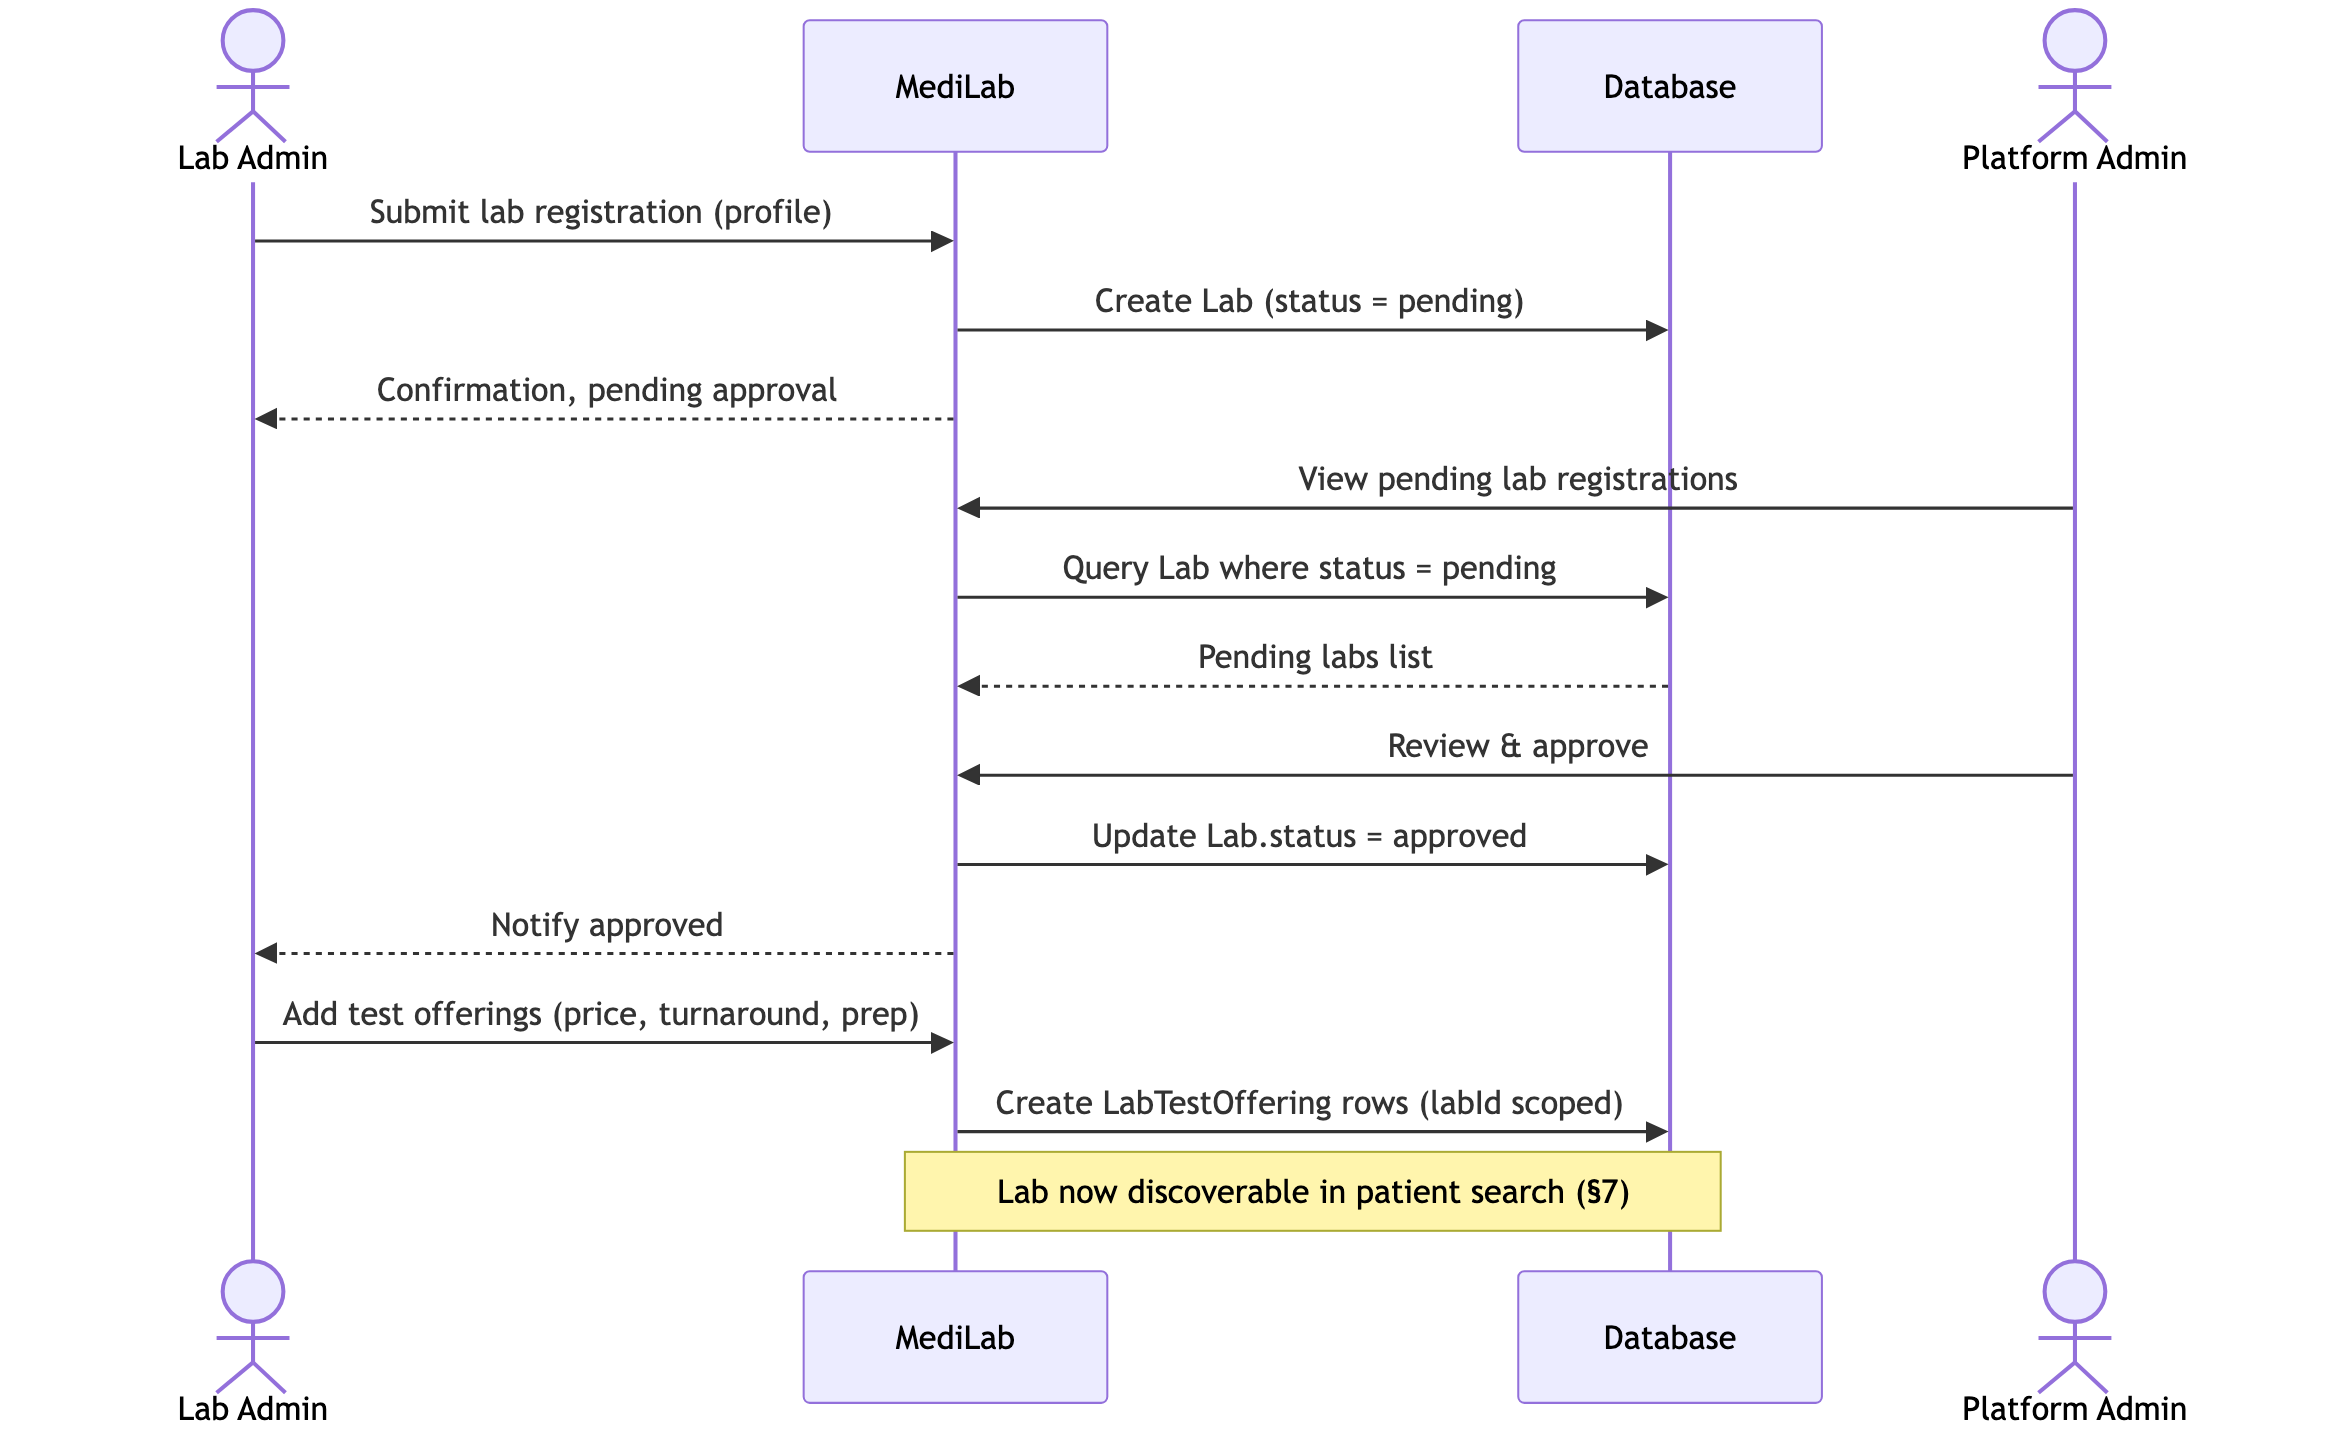 Lab Admin
MediLab
Database
Platform Admin
Submit lab registration (profile)
Create Lab (status = pending)
Confirmation, pending approval
View pending lab registrations
Query Lab where status = pending
Pending labs list
Review & approve
Update Lab.status = approved
Notify approved
Add test offerings (price, turnaround, prep)
Create LabTestOffering rows (labId scoped)
Lab now discoverable in patient search (§7)
Lab Admin
MediLab
Database
Platform Admin